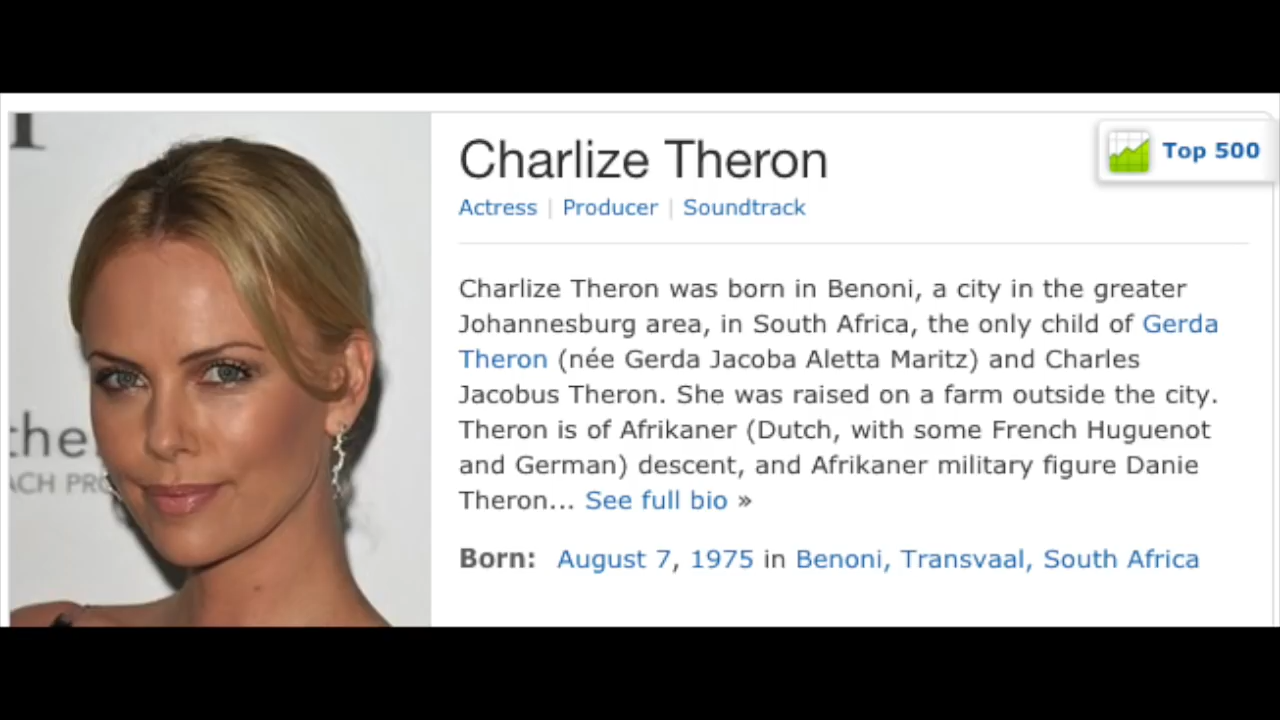 Charlize Theron
Top 500
Actress | Producer | Soundtrack
Charlize Theron was born in Benoni, a city in the greater
Johannesburg area, in South Africa, the only child of Gerda
Theron (née Gerda Jacoba Aletta Maritz) and Charles
Jacobus Theron. She was raised on a farm outside the city.
Theron is of Afrikaner (Dutch, with some French Huguenot
and German) descent, and Afrikaner military figure Danie
Theron... See full bio »
Born: August 7, 1975 in Benoni, Transvaal, South Africa
the
ACH PRO